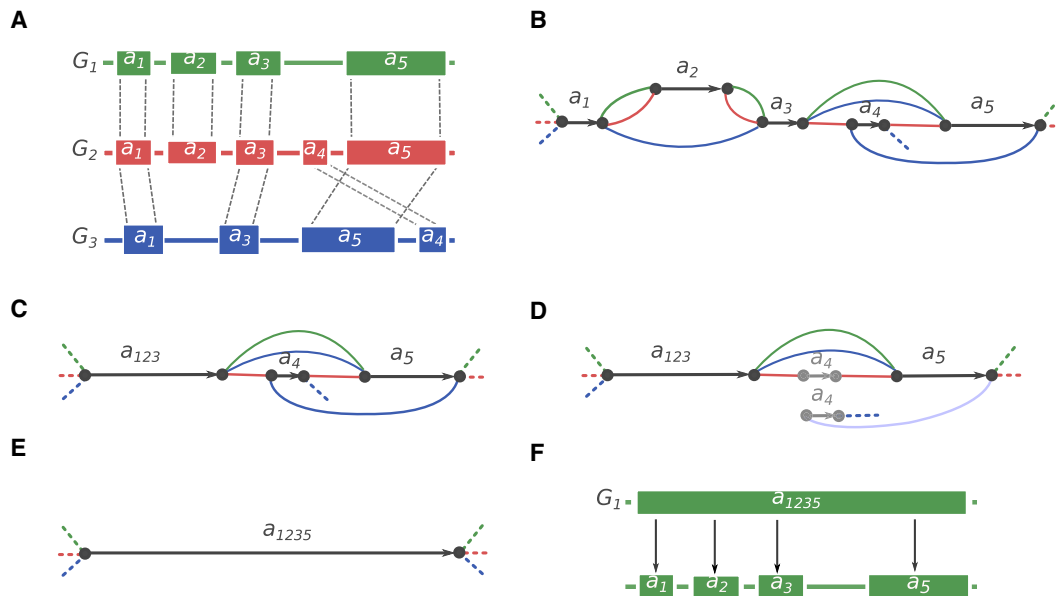 A
G1 a1 a2 a3 a5
G2 a1 a2 a3 a4 a5
G3 a1 a3 a5 a4
B
a1 a2 a3 a4 a5
C
a123 a4 a5
D
a123 a4 a5
a4
E
a1235
F
G1 a1235
a1 a2 a3 a5